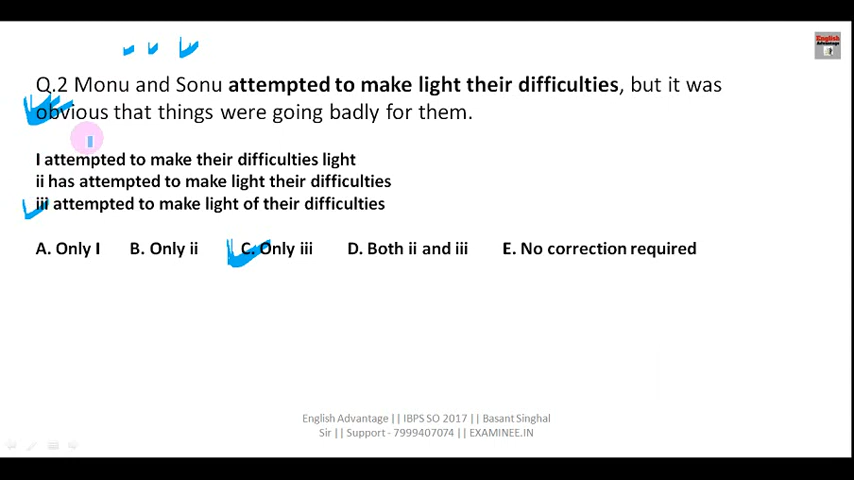 English
Advantage
Q.2 Monu and Sonu attempted to make light their difficulties, but it was
obvious that things were going badly for them.
I attempted to make their difficulties light
ii has attempted to make light their difficulties
iii attempted to make light of their difficulties
A. Only I B. Only ii C. Only iii D. Both ii and iii E. No correction required
English Advantage || IBPS SO 2017 || Basant Singhal
Sir || Support - 7999407074 || EXAMINEE.IN